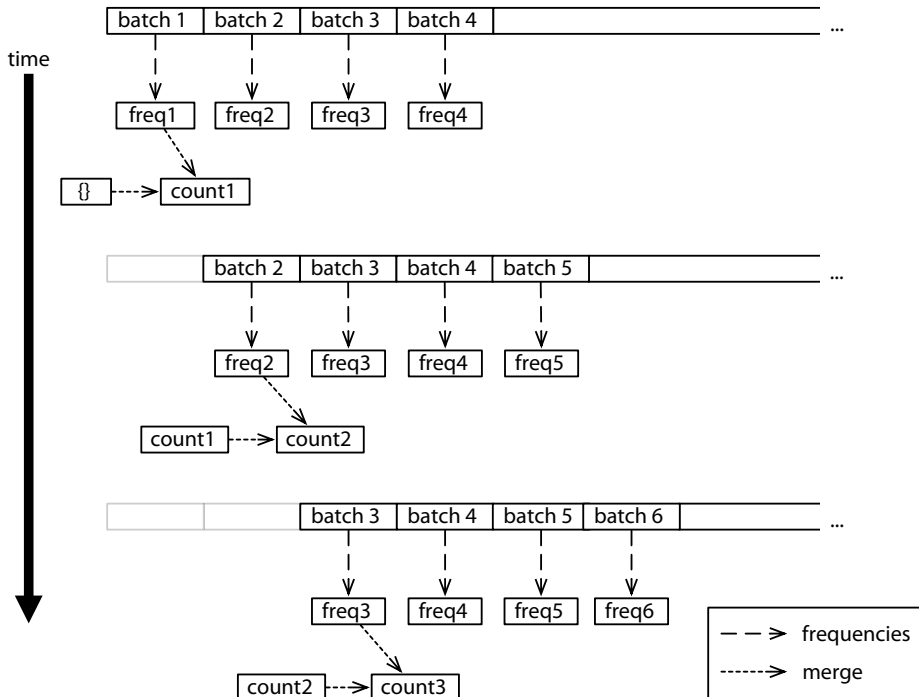 batch 1 batch 2 batch 3 batch 4 ...
time
freq1 freq2 freq3 freq4
{} count1
batch 2 batch 3 batch 4 batch 5 ...
freq2 freq3 freq4 freq5
count1 count2
batch 3 batch 4 batch 5 batch 6 ...
freq3 freq4 freq5 freq6
frequencies
merge
count2 count3